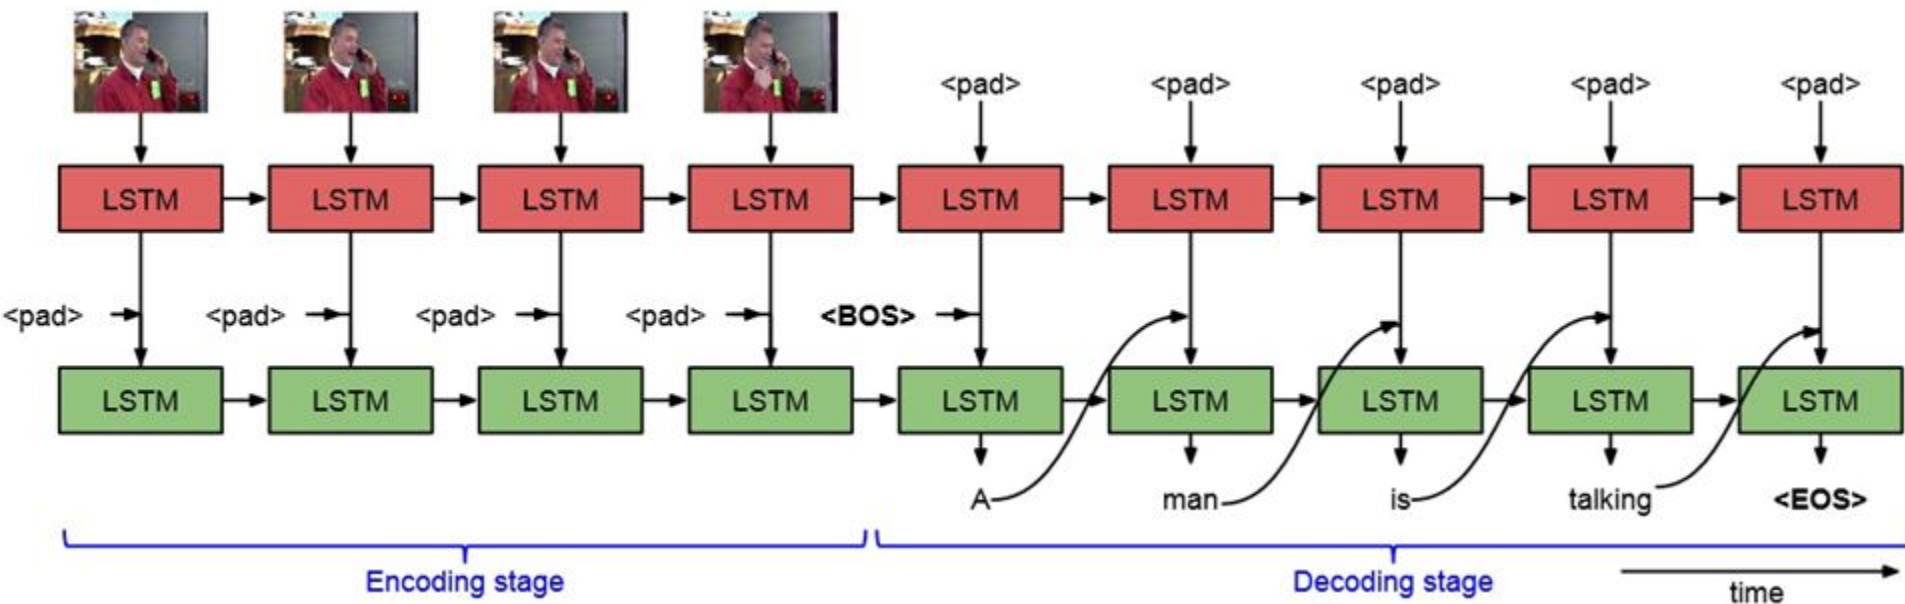 <pad> <pad> <pad> <pad> <pad>
LSTM LSTM LSTM LSTM LSTM LSTM LSTM LSTM LSTM
<pad> <pad> <pad> <pad> <BOS>
LSTM LSTM LSTM LSTM LSTM LSTM LSTM LSTM LSTM
A man is talking <EOS>
Encoding stage Decoding stage
time